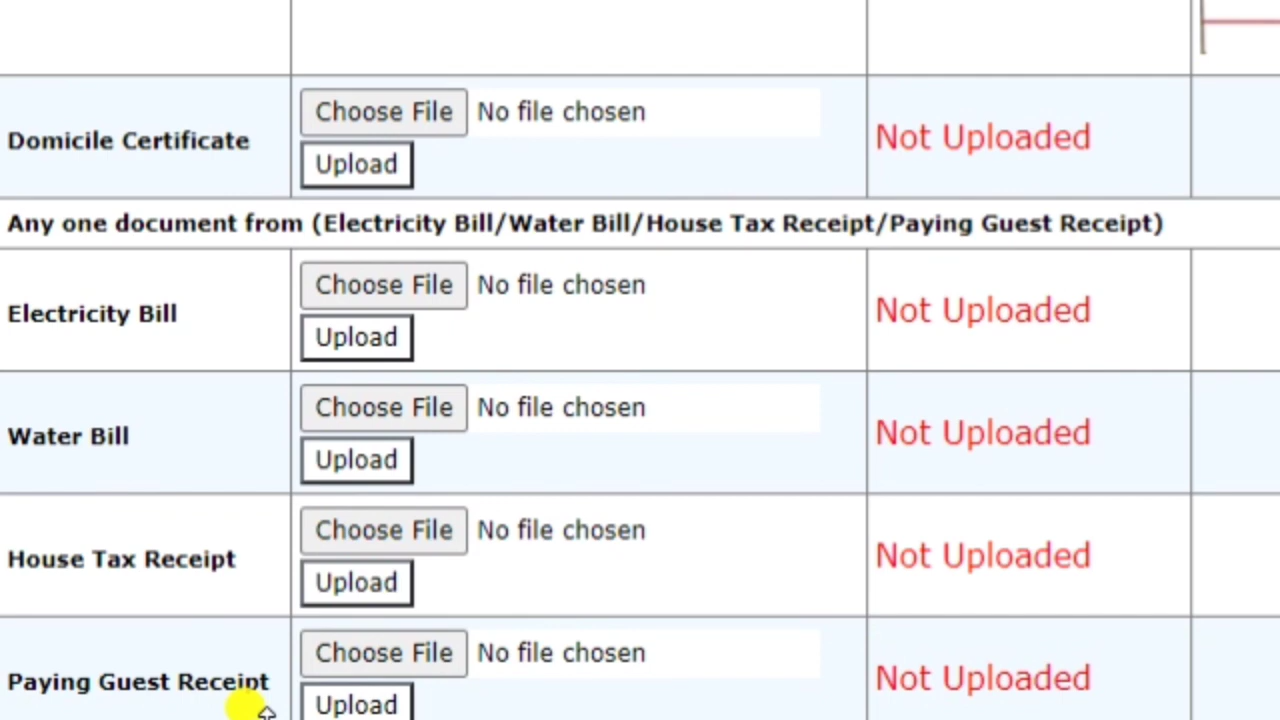 Domicile Certificate
Choose File No file chosen
Upload
Not Uploaded
Any one document from (Electricity Bill/Water Bill/House Tax Receipt/Paying Guest Receipt)
Electricity Bill
Choose File No file chosen
Upload
Not Uploaded
Water Bill
Choose File No file chosen
Upload
Not Uploaded
House Tax Receipt
Choose File No file chosen
Upload
Not Uploaded
Paying Guest Receipt
Choose File No file chosen
Upload
Not Uploaded